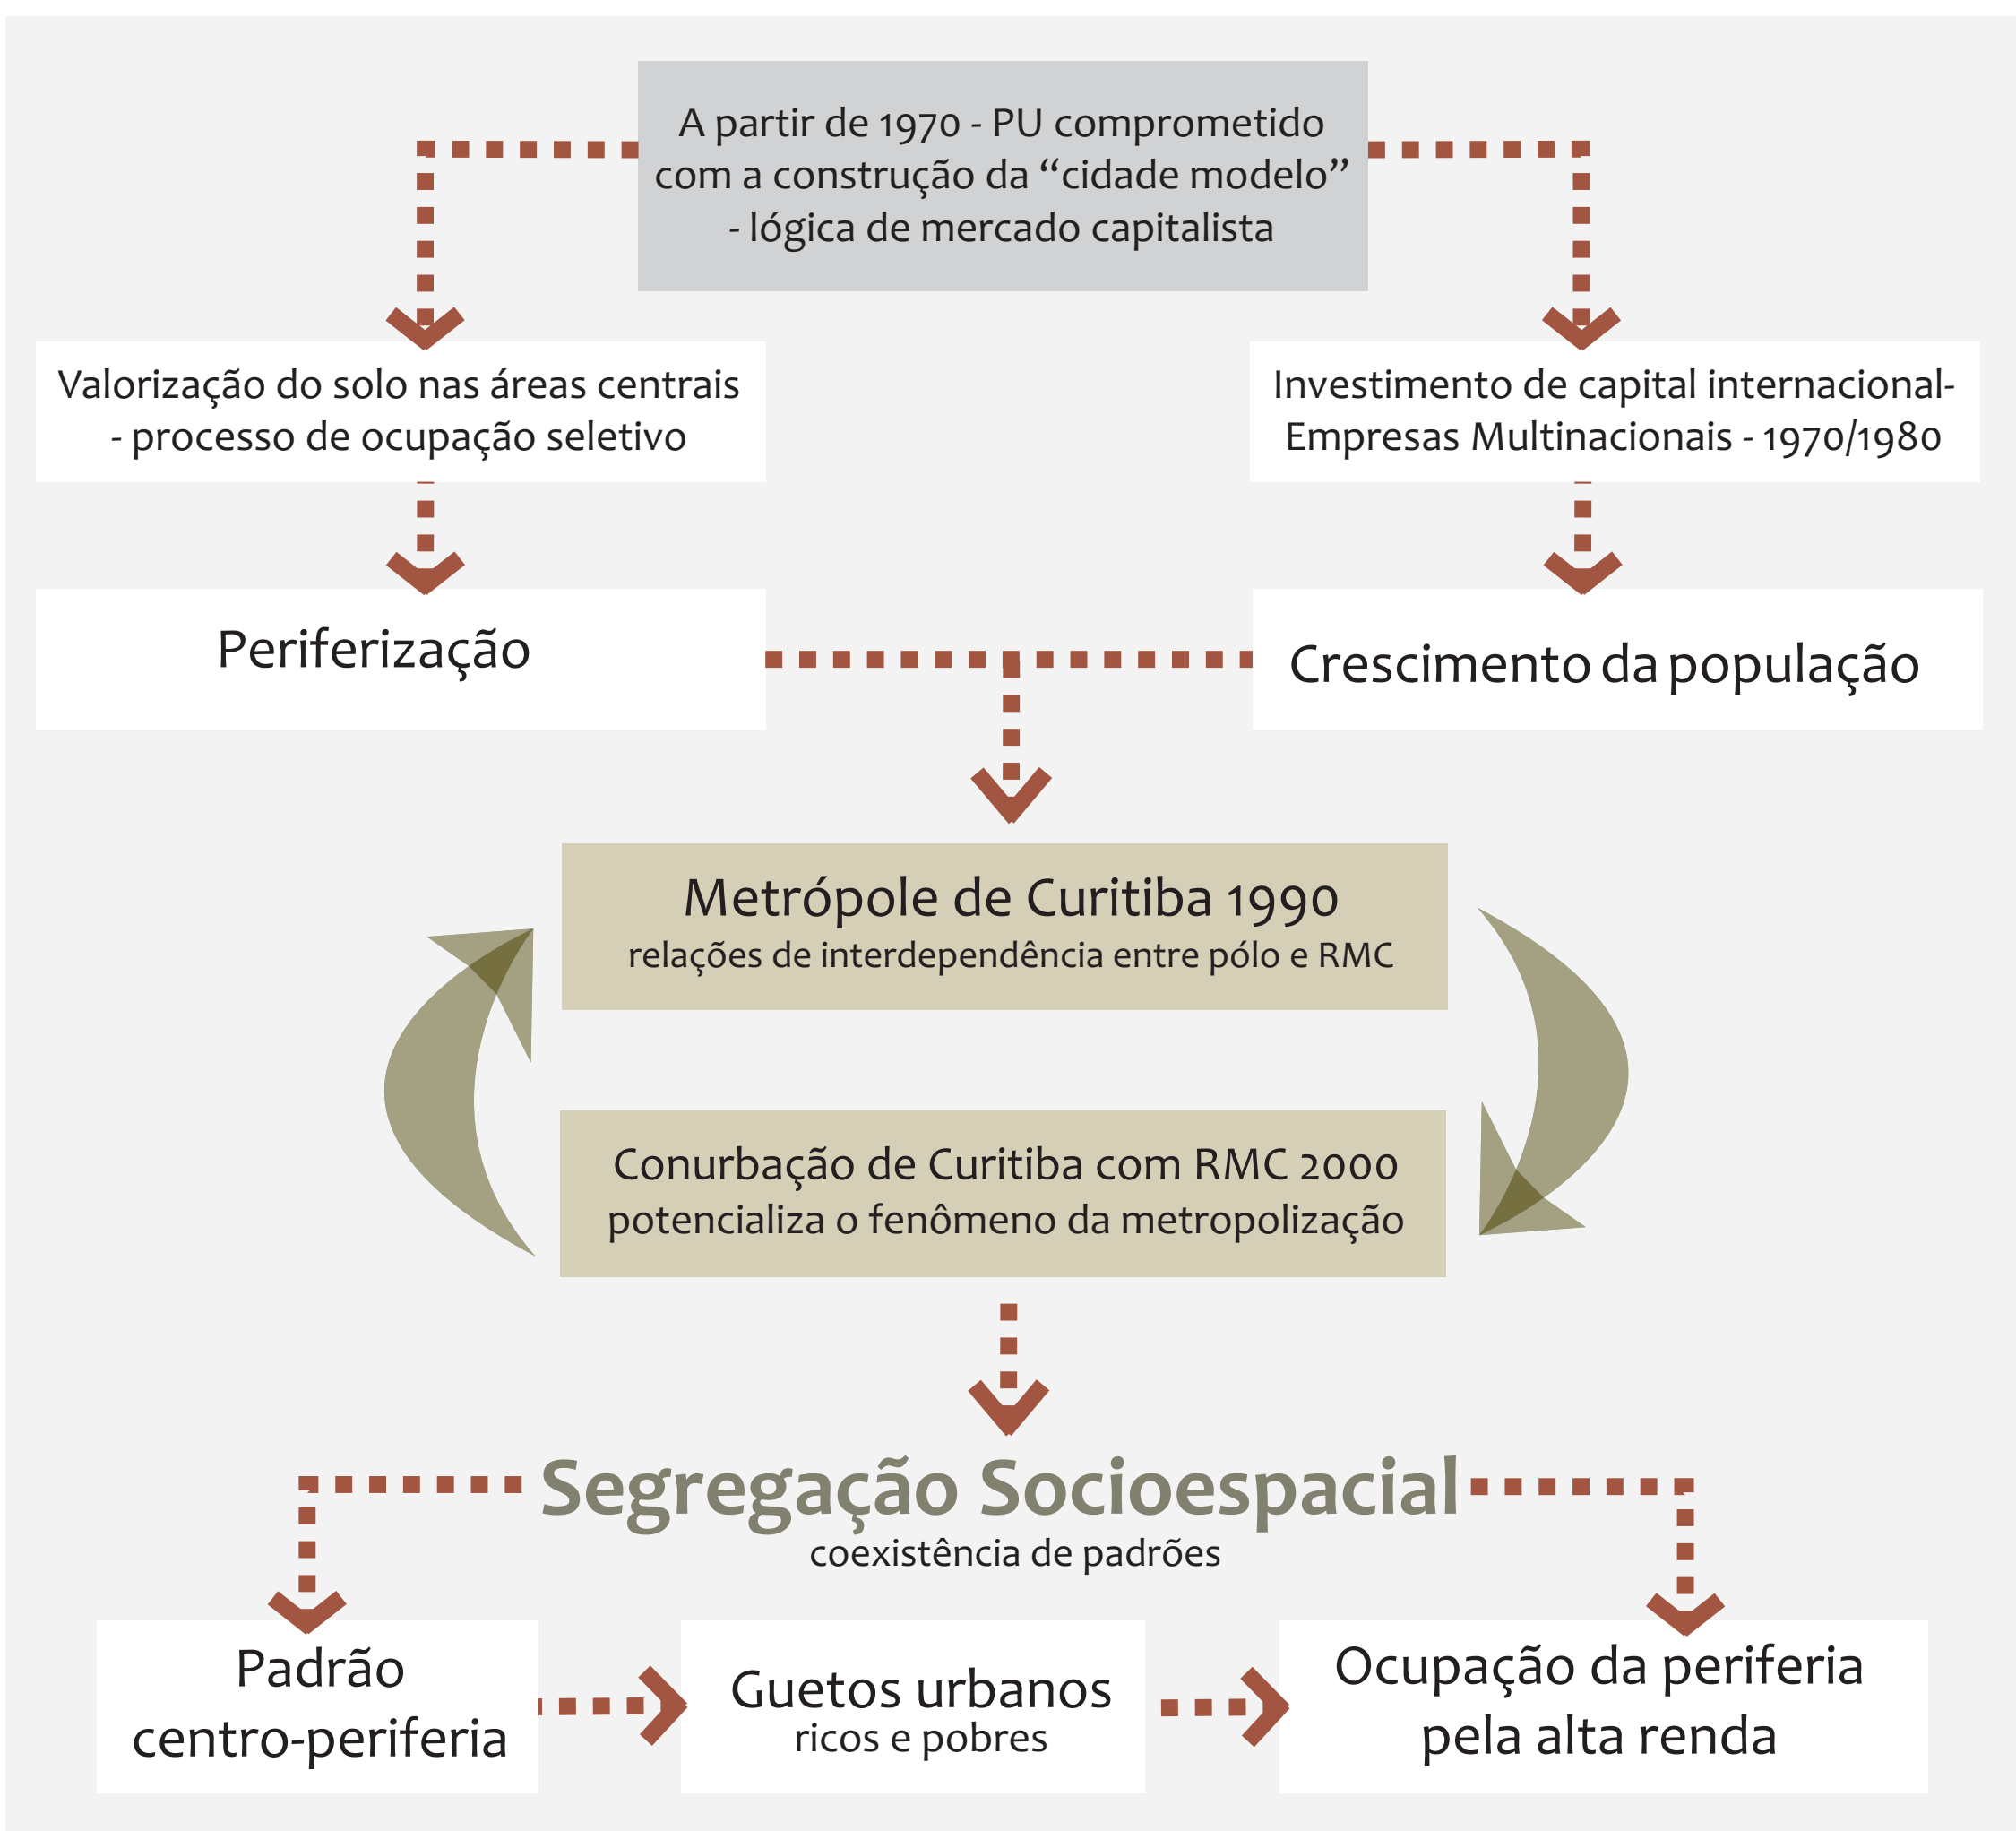 A partir de 1970 - PU comprometido
com a construção da “cidade modelo”
- lógica de mercado capitalista
Valorização do solo nas áreas centrais
- processo de ocupação seletivo
Investimento de capital internacional-
Empresas Multinacionais - 1970/1980
Periferização
Crescimento da população
Metrópole de Curitiba 1990
relações de interdependência entre pólo e RMC
Conurbação de Curitiba com RMC 2000
potencializa o fenômeno da metropolização
Segregação Socioespacial
coexistência de padrões
Padrão
centro-periferia
Guetos urbanos
ricos e pobres
Ocupação da periferia
pela alta renda